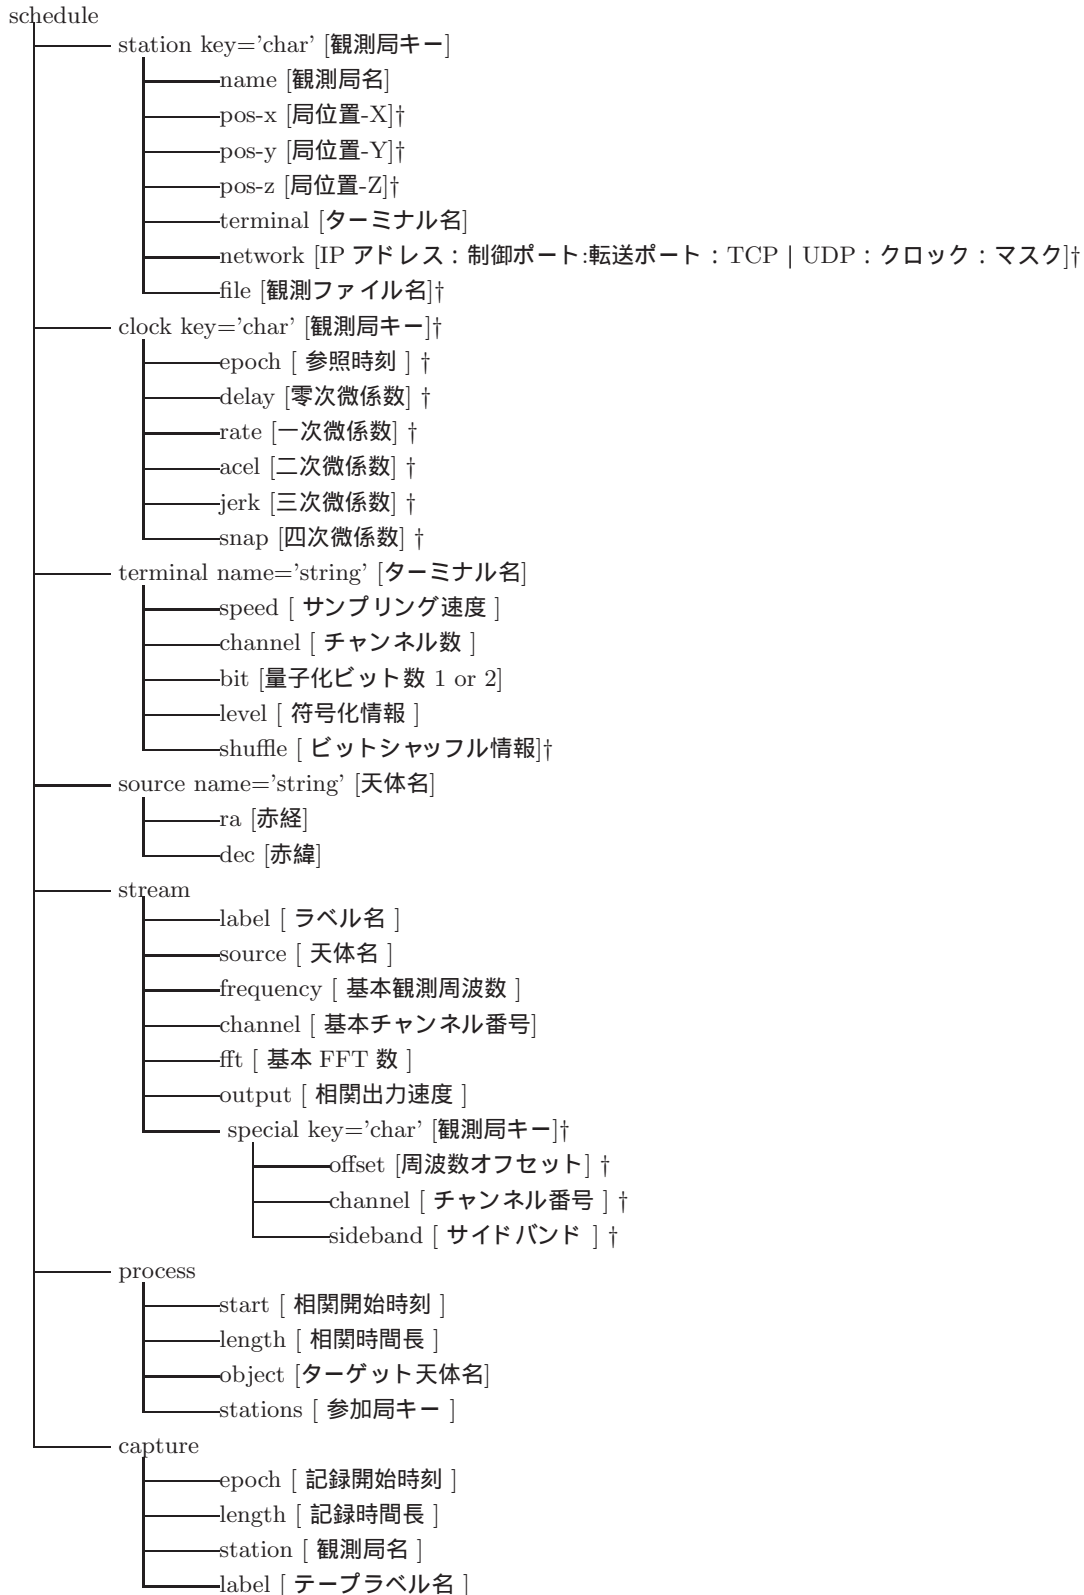 schedule
station key='char' [観測局キー]
name [観測局名]
pos-x [局位置-X]†
pos-y [局位置-Y]†
pos-z [局位置-Z]†
terminal [ターミナル名]
network [IP アドレス：制御ポート:転送ポート：TCP | UDP：クロック：マスク]†
file [観測ファイル名]†
clock key='char' [観測局キー]†
epoch [ 参照時刻 ] †
delay [零次微係数] †
rate [一次微係数] †
acel [二次微係数] †
jerk [三次微係数] †
snap [四次微係数] †
terminal name='string' [ターミナル名]
speed [ サンプリング速度 ]
channel [ チャンネル数 ]
bit [量子化ビット数 1 or 2]
level [ 符号化情報 ]
shuffle [ ビットシャッフル情報]†
source name='string' [天体名]
ra [赤経]
dec [赤緯]
stream
label [ ラベル名 ]
source [ 天体名 ]
frequency [ 基本観測周波数 ]
channel [ 基本チャンネル番号]
fft [ 基本 FFT 数 ]
output [ 相関出力速度 ]
special key='char' [観測局キー]†
offset [周波数オフセット] †
channel [ チャンネル番号 ] †
sideband [ サイドバンド ] †
process
start [ 相関開始時刻 ]
length [ 相関時間長 ]
object [ターゲット天体名]
stations [ 参加局キー ]
capture
epoch [ 記録開始時刻 ]
length [ 記録時間長 ]
station [ 観測局名 ]
label [ テープラベル名 ]